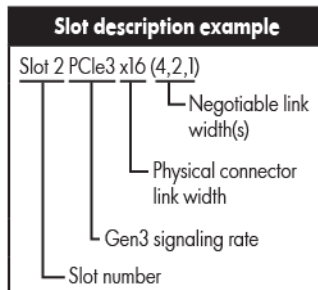 Slot description example
Slot 2 PCIe3 x16 (4,2,1)
Negotiable link
width(s)
Physical connector
link width
Gen3 signaling rate
Slot number